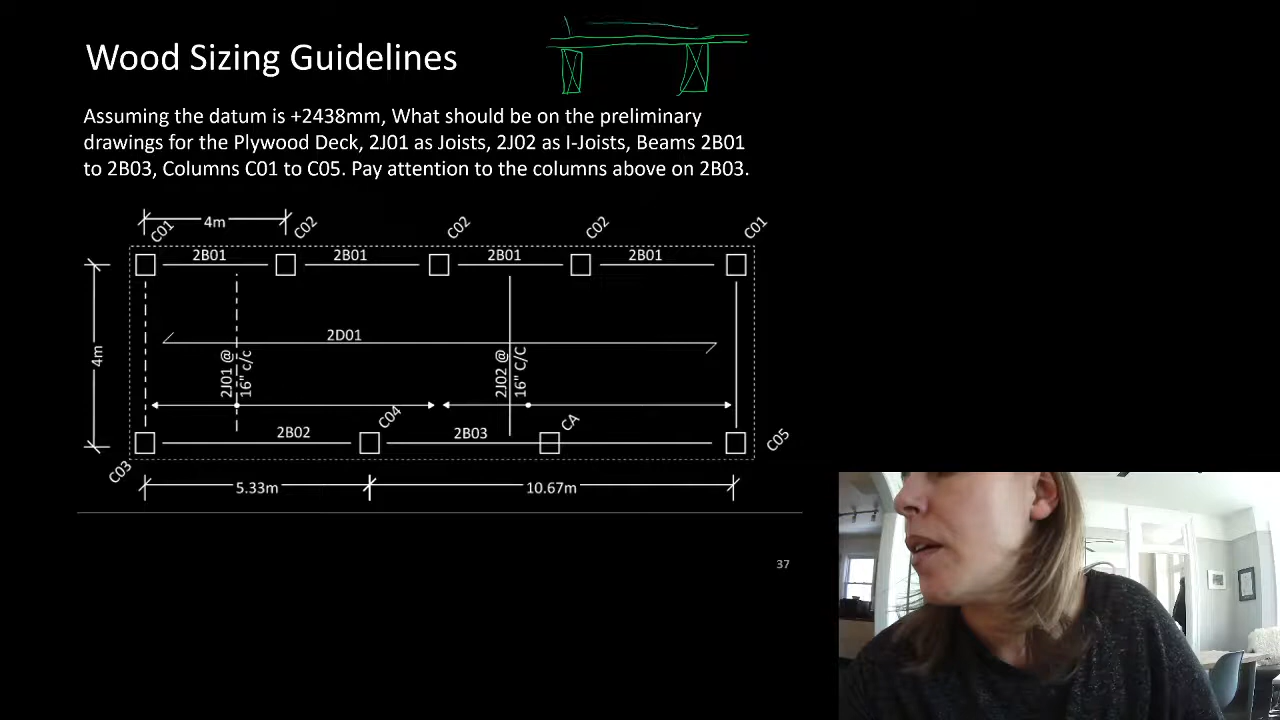 Wood Sizing Guidelines
Assuming the datum is +2438mm, What should be on the preliminary
drawings for the Plywood Deck, 2J01 as Joists, 2J02 as I-Joists, Beams 2B01
to 2B03, Columns C01 to C05. Pay attention to the columns above on 2B03.
4m
C01
C02
C02
C02
C01
2B01
2B01
2B01
2B01
4m
2D01
2J01 @
16" c/c
2J02 @
16" C/C
C03
2B02
C04
2B03
CA
C05
5.33m
10.67m
37